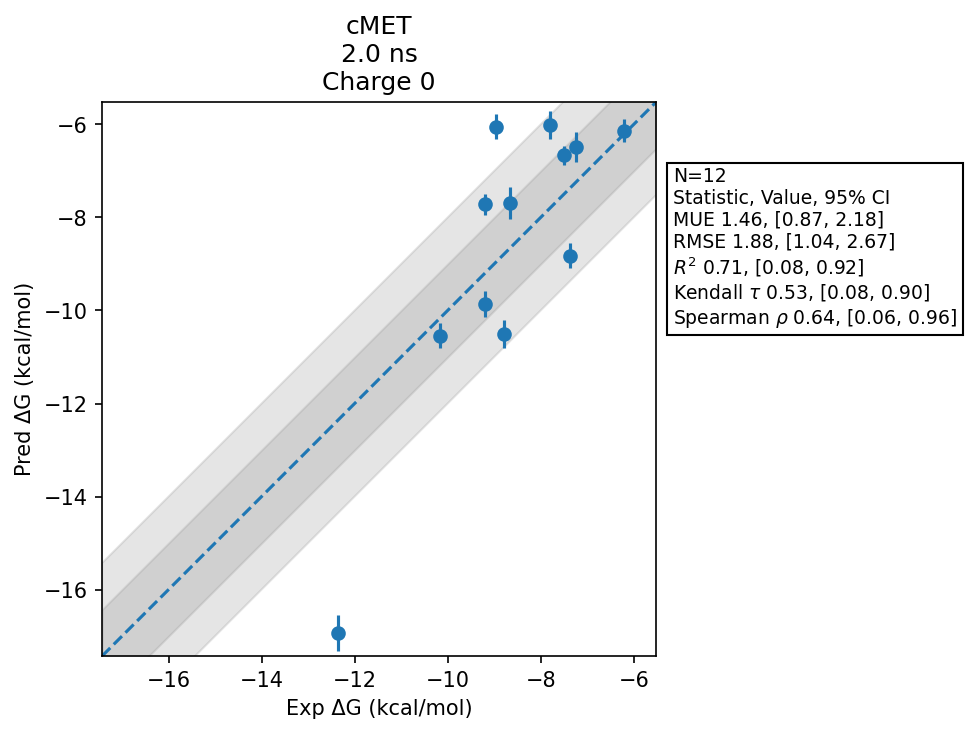 cMET
2.0 ns
Charge 0
Pred ΔG (kcal/mol)
−6
−8
−10
−12
−14
−16
−16
−14
−12
−10
−8
−6
Exp ΔG (kcal/mol)
N=12
Statistic, Value, 95% CI
MUE 1.46, [0.87, 2.18]
RMSE 1.88, [1.04, 2.67]
R² 0.71, [0.08, 0.92]
Kendall τ 0.53, [0.08, 0.90]
Spearman ρ 0.64, [0.06, 0.96]